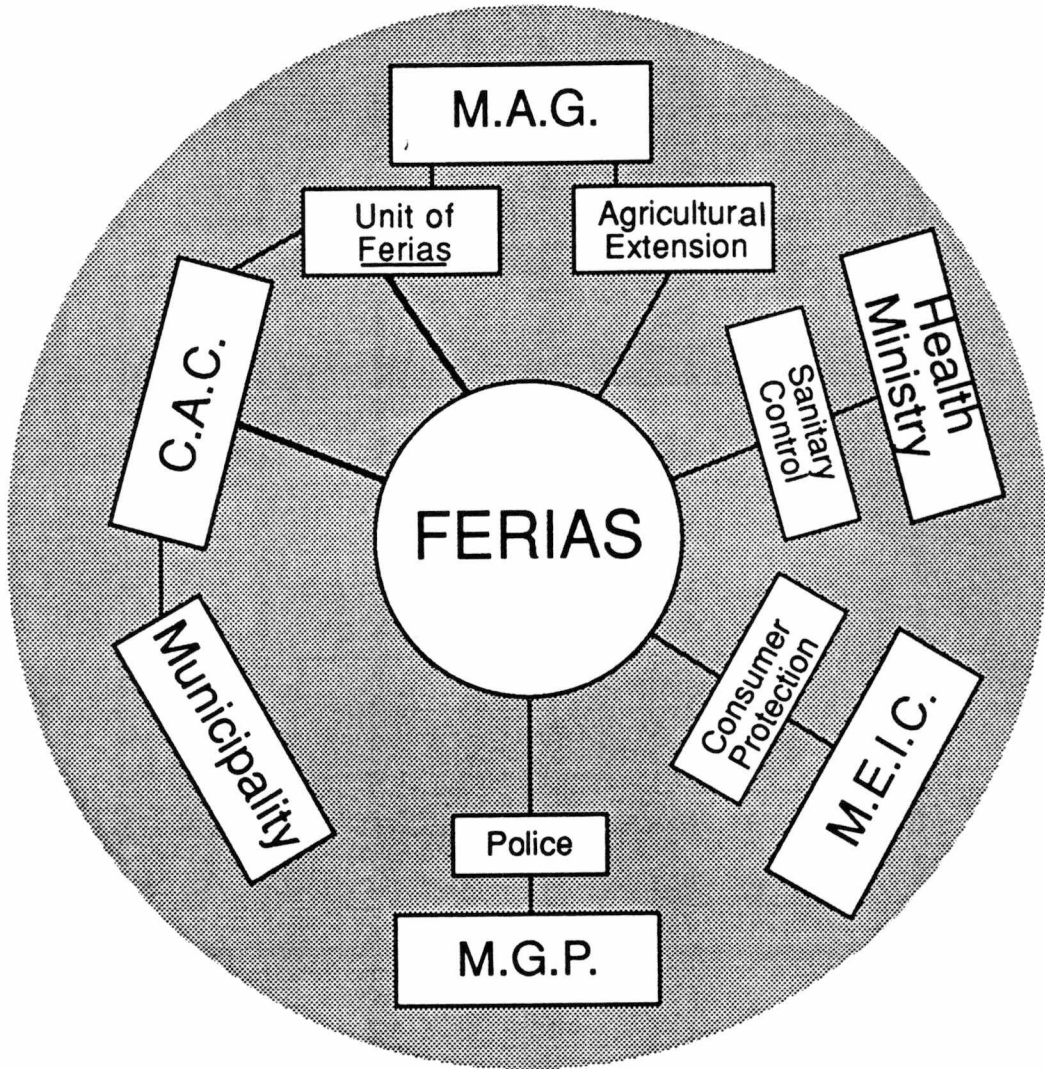 M.A.G.
Unit of
Ferias
Agricultural
Extension
C.A.C.
Sanitary
Control
Health
Ministry
FERIAS
Municipality
Consumer
Protection
M.E.I.C.
Police
M.G.P.